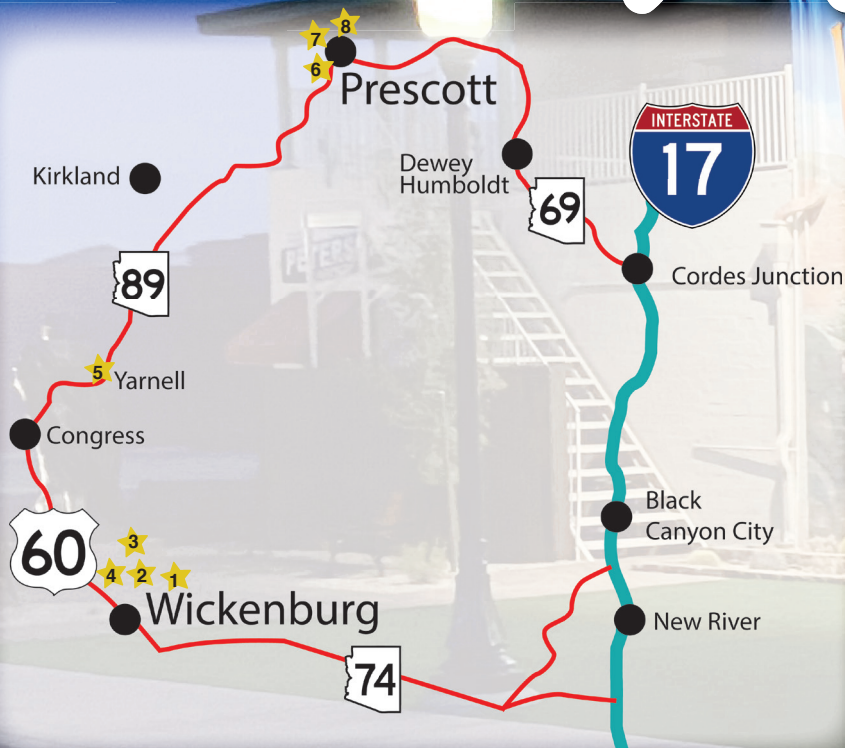 7
8
6
Prescott
INTERSTATE
17
Kirkland
Dewey
Humboldt
69
PETERS
Cordes Junction
89
5
Yarnell
Congress
Black
Canyon City
60
3
4
2
1
Wickenburg
New River
74